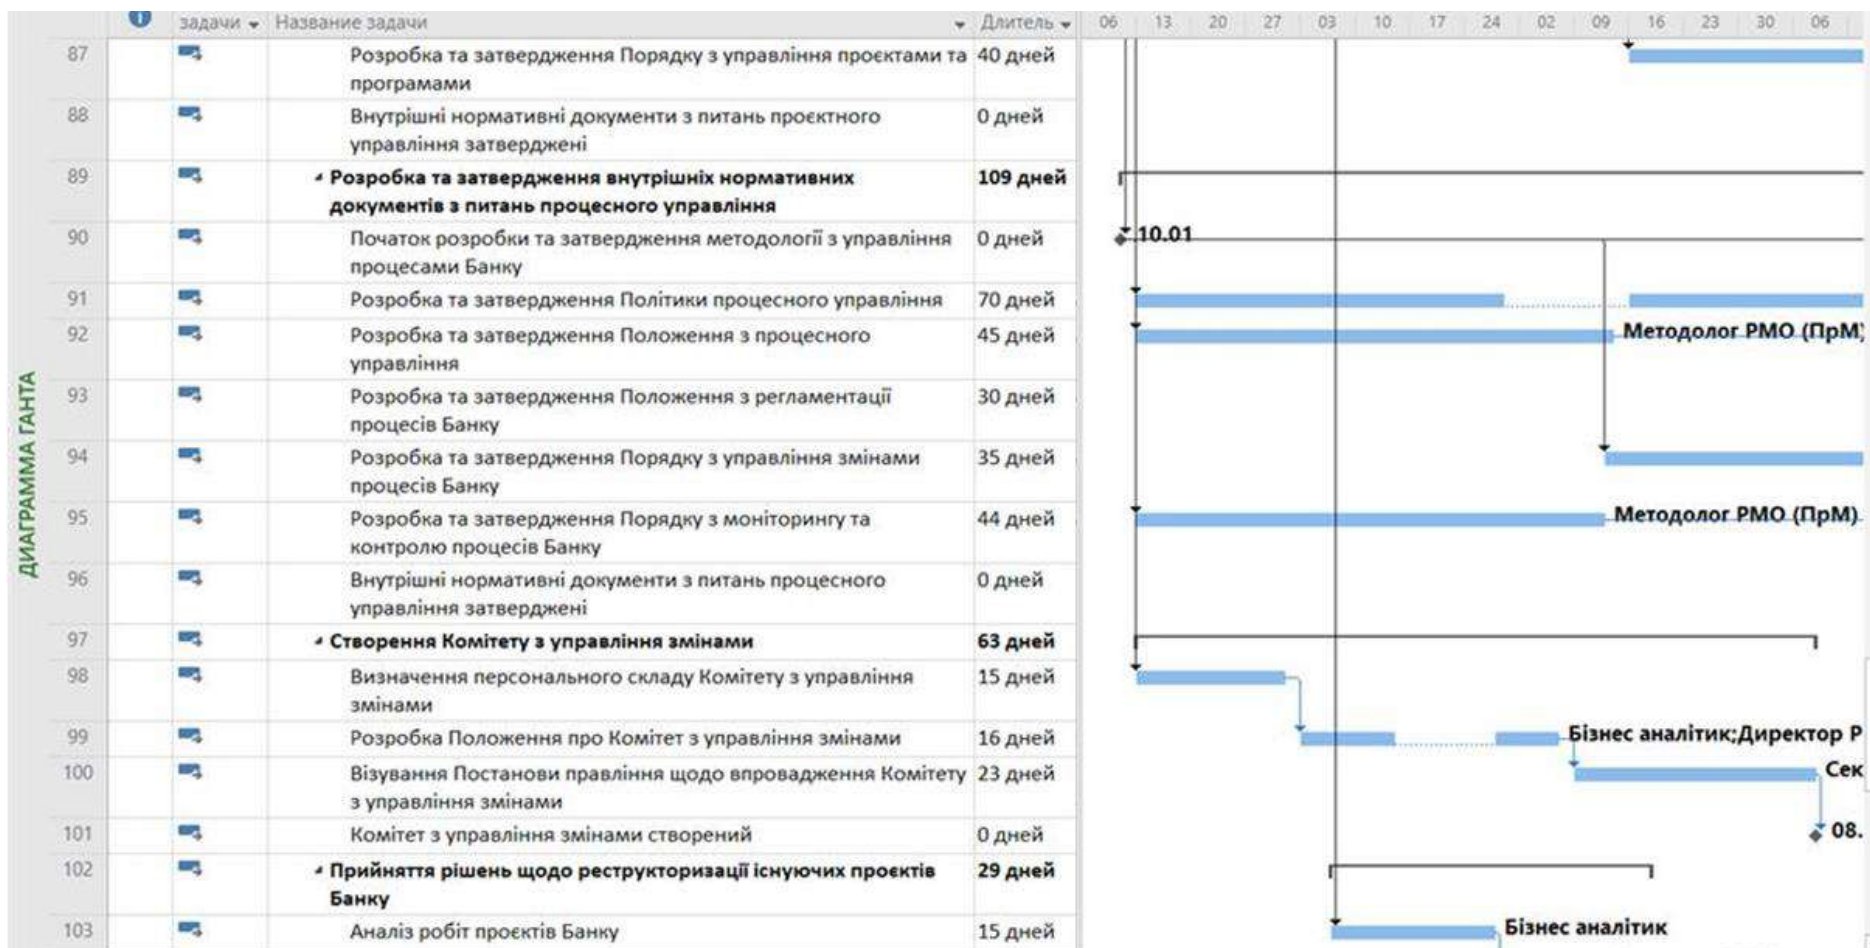 задачи Название задачи Длитель 06 13 20 27 03 10 17 24 02 09 16 23 30 06
87 Розробка та затвердження Порядку з управління проєктами та 40 дней
програмами
88 Внутрішні нормативні документи з питань проєктного 0 дней
управління затверджені
89 Розробка та затвердження внутрішніх нормативних 109 дней
документів з питань процесного управління
90 Початок розробки та затвердження методології з управління 0 дней 10.01
процесами Банку
91 Розробка та затвердження Політики процесного управління 70 дней
92 Розробка та затвердження Положення з процесного 45 дней Методолог РМО (ПрМ)
управління
93 Розробка та затвердження Положення з регламентації 30 дней
процесів Банку
94 Розробка та затвердження Порядку з управління змінами 35 дней
процесів Банку
95 Розробка та затвердження Порядку з моніторингу та 44 дней Методолог РМО (ПрМ)
контролю процесів Банку
96 Внутрішні нормативні документи з питань процесного 0 дней
управління затверджені
97 Створення Комітету з управління змінами 63 дней
98 Визначення персонального складу Комітету з управління 15 дней
змінами
99 Розробка Положення про Комітет з управління змінами 16 дней Бізнес аналітик;Директор Р
100 Візування Постанови правління щодо впровадження Комітету 23 дней Сек
з управління змінами
101 Комітет з управління змінами створений 0 дней 08.
102 Прийняття рішень щодо реструкторизації існуючих проєктів 29 дней
Банку
103 Аналіз робіт проєктів Банку 15 дней Бізнес аналітик
ДИАГРАММА ГАНТА